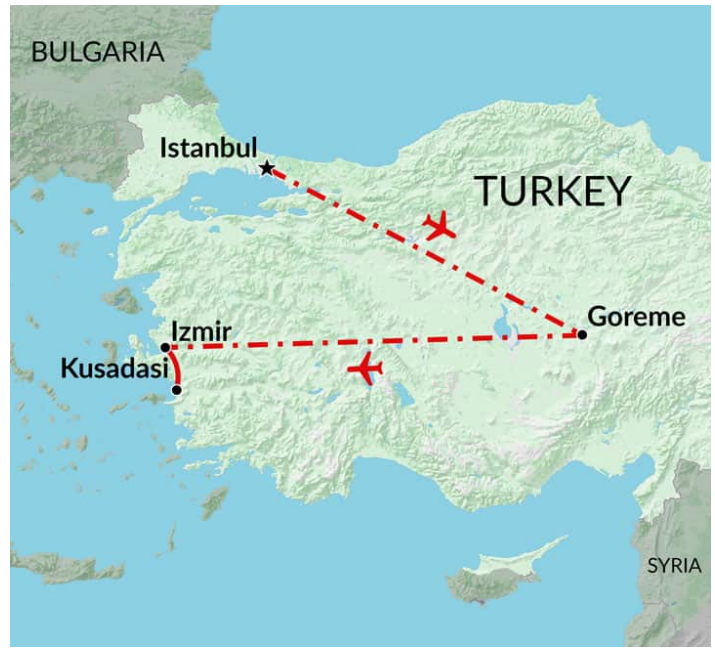 BULGARIA
Istanbul
TURKEY
Goreme
Izmir
Kusadasi
SYRIA